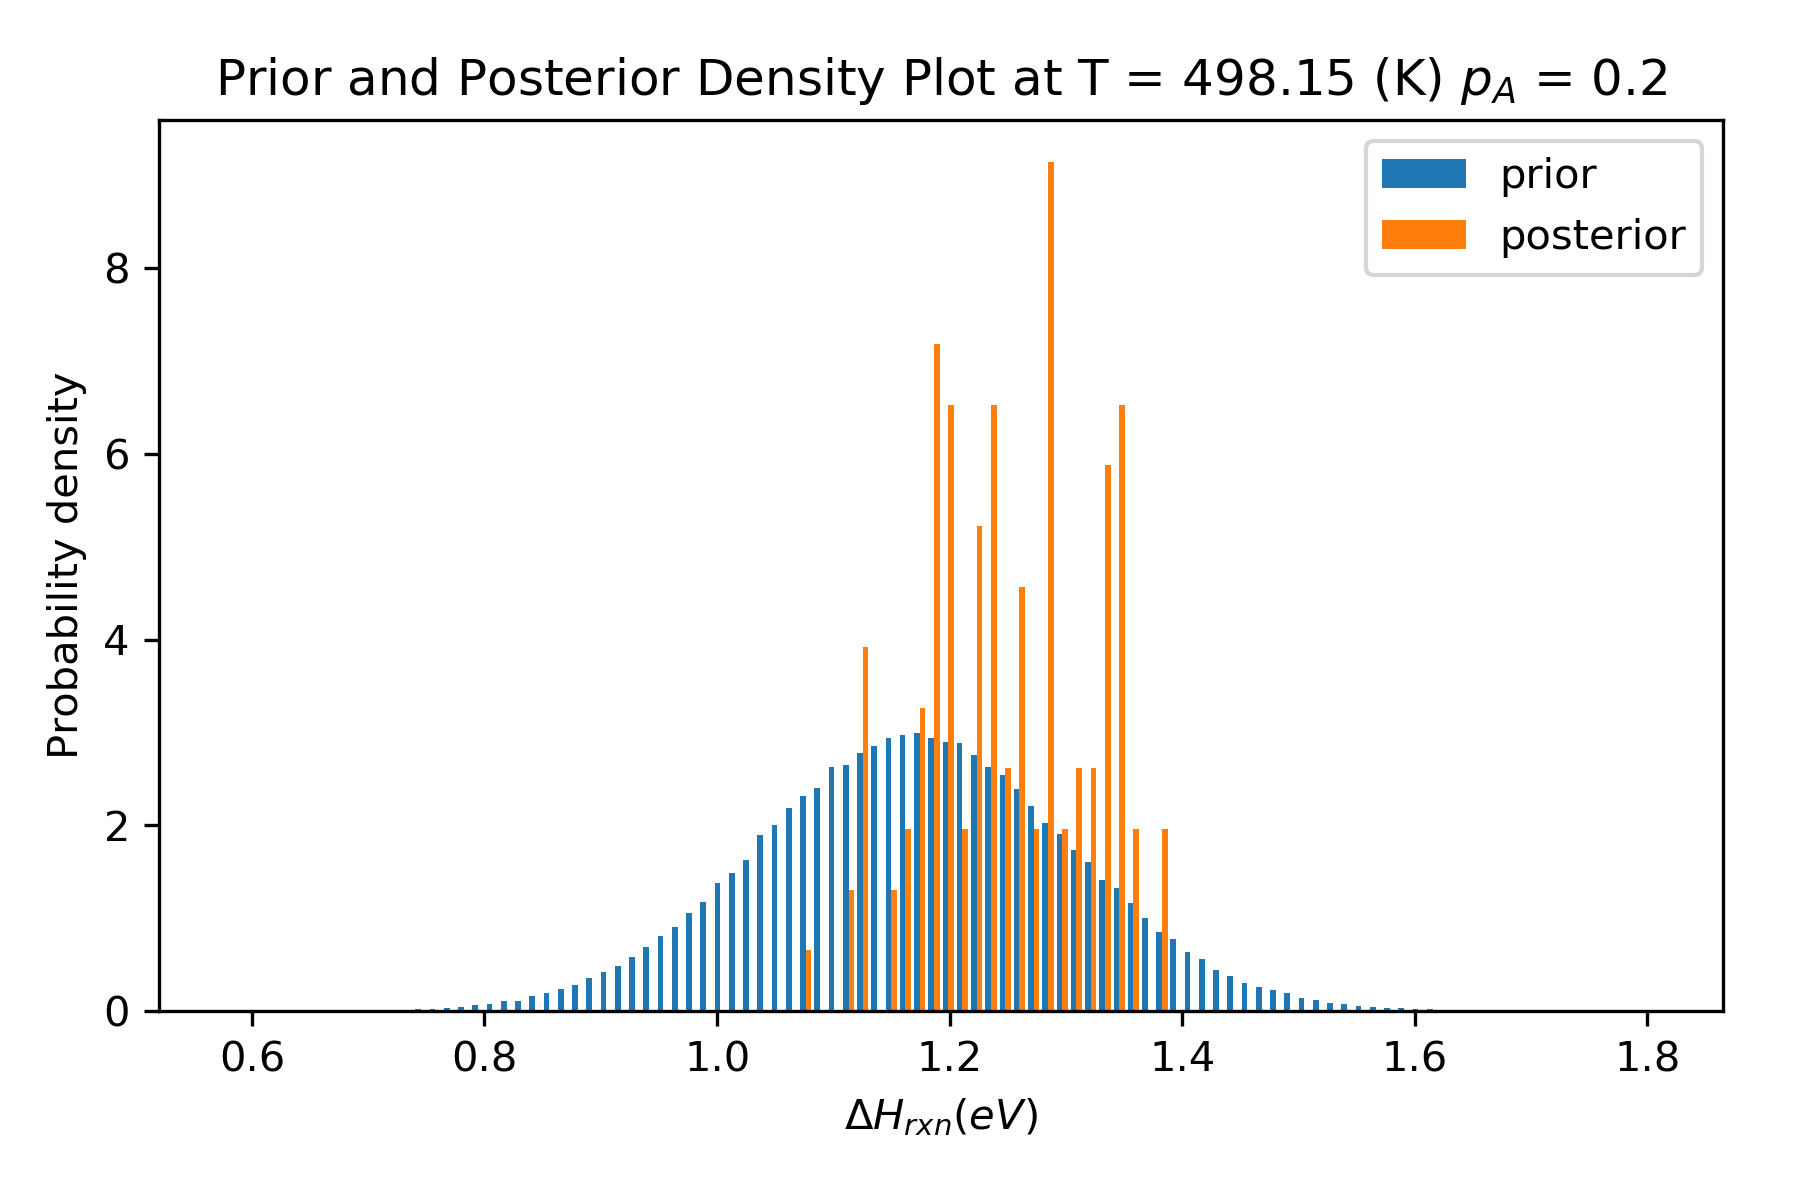 Prior and Posterior Density Plot at T = 498.15 (K) p_A = 0.2
prior
posterior
Probability density
8
6
4
2
0
0.6 0.8 1.0 1.2 1.4 1.6 1.8
ΔH_rxn(eV)